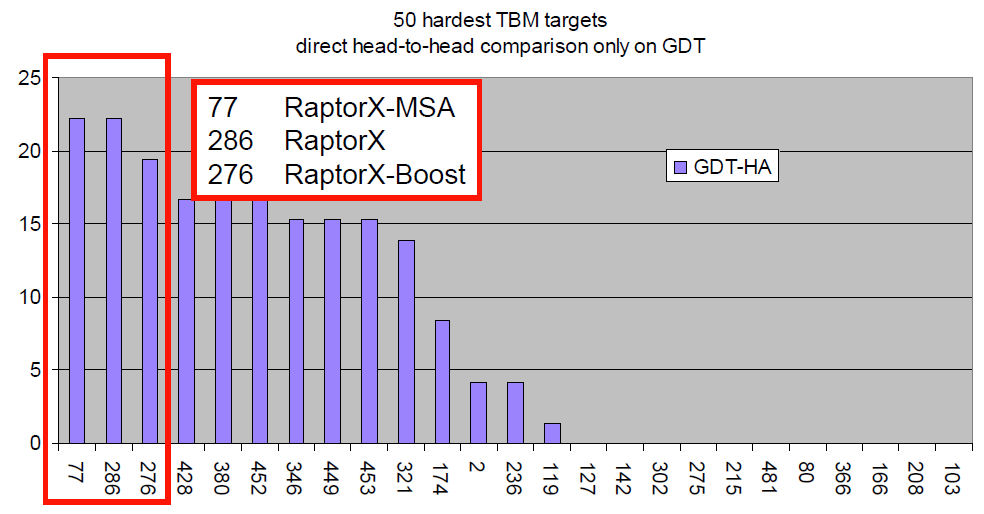 50 hardest TBM targets
direct head-to-head comparison only on GDT
25
20
15
10
5
0
77 RaptorX-MSA
286 RaptorX
276 RaptorX-Boost
GDT-HA
77 286 276 428 380 452 346 449 453 321 174 2 236 119 127 142 302 275 215 481 80 366 166 208 103